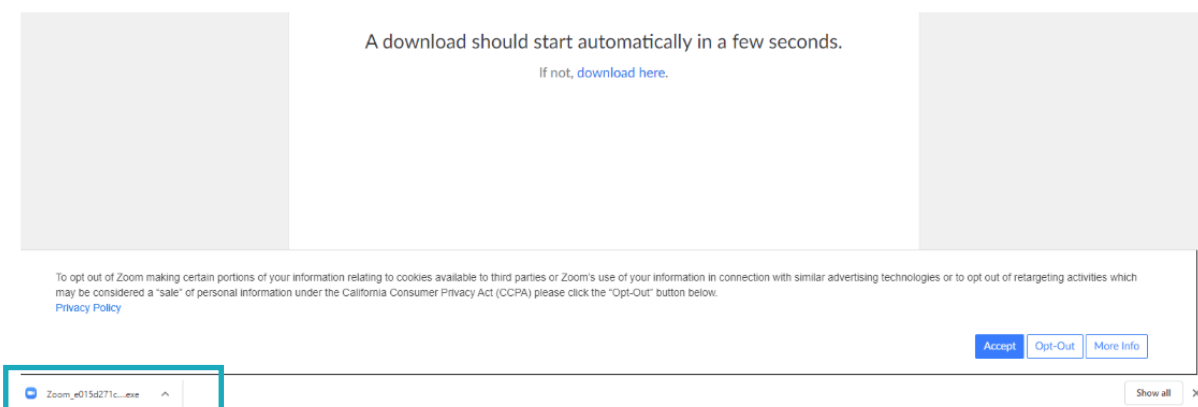 A download should start automatically in a few seconds.
If not, download here.
To opt out of Zoom making certain portions of your information relating to cookies available to third parties or Zoom's use of your information in connection with similar advertising technologies or to opt out of retargeting activities which
may be considered a "sale" of personal information under the California Consumer Privacy Act (CCPA) please click the "Opt-Out" button below.
Privacy Policy
Accept Opt-Out More Info
Zoom_e015d271c....exe Show all